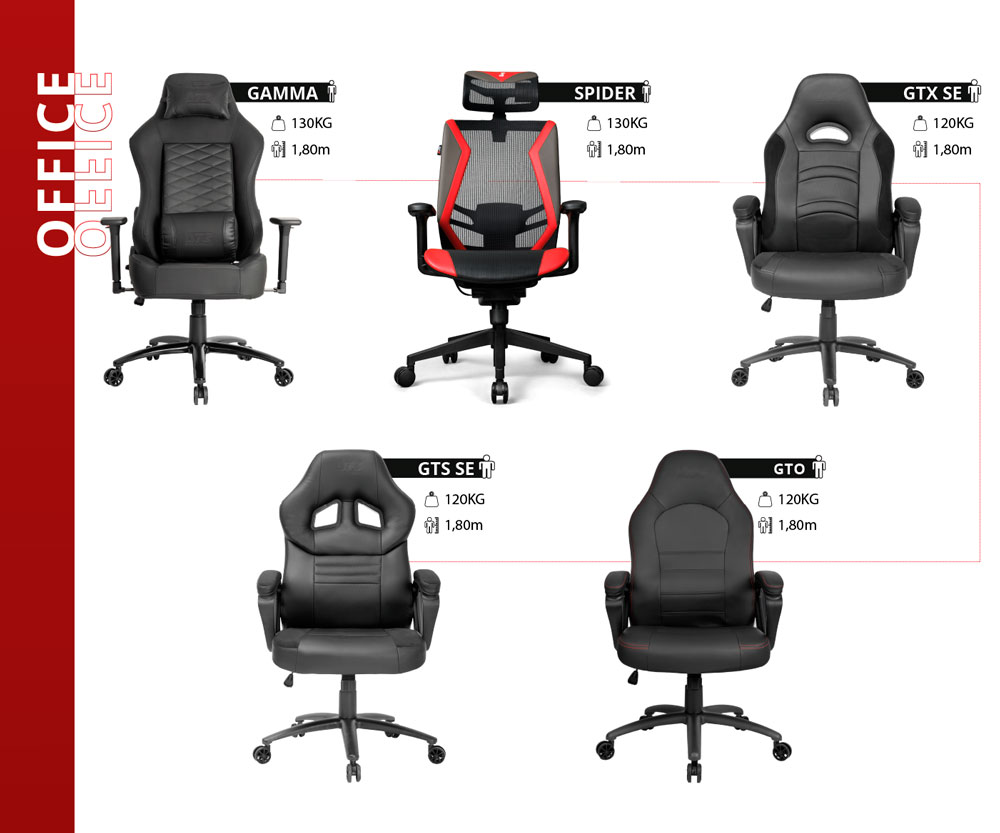 OFFICE
OFFICE
GAMMA
130KG
1,80m
SPIDER
130KG
1,80m
GTX SE
120KG
1,80m
GTS SE
120KG
1,80m
GTO
120KG
1,80m